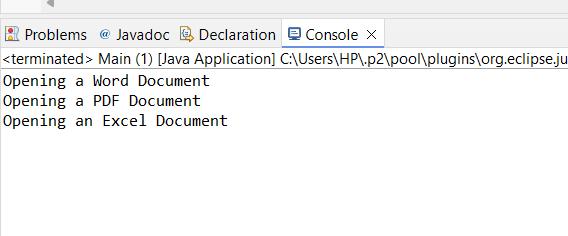 Problems @ Javadoc Declaration Console
<terminated> Main (1) [Java Application] C:\Users\HP\.p2\pool\plugins\org.eclipse.ju
Opening a Word Document
Opening a PDF Document
Opening an Excel Document